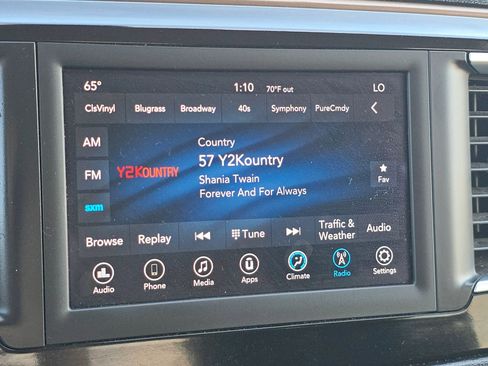 65° 1:10 70°F out LO
ClsVinyl Blugrass Broadway 40s Symphony PureCmdy
AM
Country
57 Y2Kountry
FM
Y2KOUNTRY
Shania Twain
Fav
Forever And For Always
sxm
Browse Replay Tune Traffic & Weather Audio
Audio Phone Media Apps Climate Radio Settings